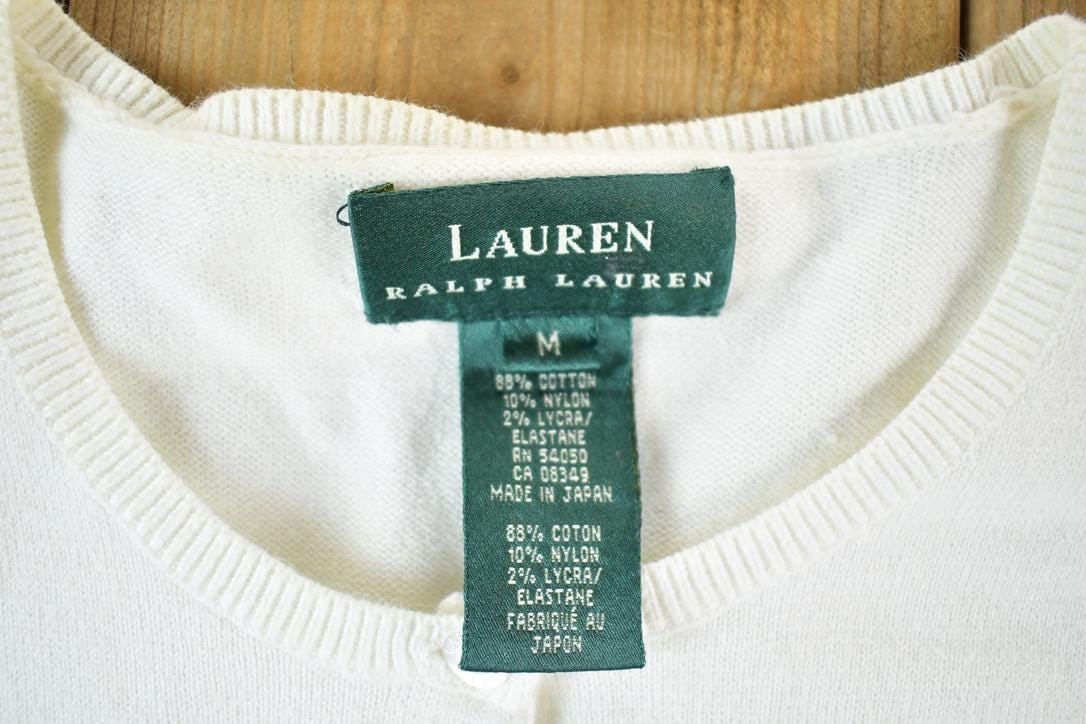 LAUREN
RALPH LAUREN
M
88% COTTON
10% NYLON
2% LYCRA/
ELASTANE
RN 54050
CA 08349
MADE IN JAPAN
88% COTON
10% NYLON
2% LYCRA/
ELASTANE
FABRIQUÉ AU
JAPON